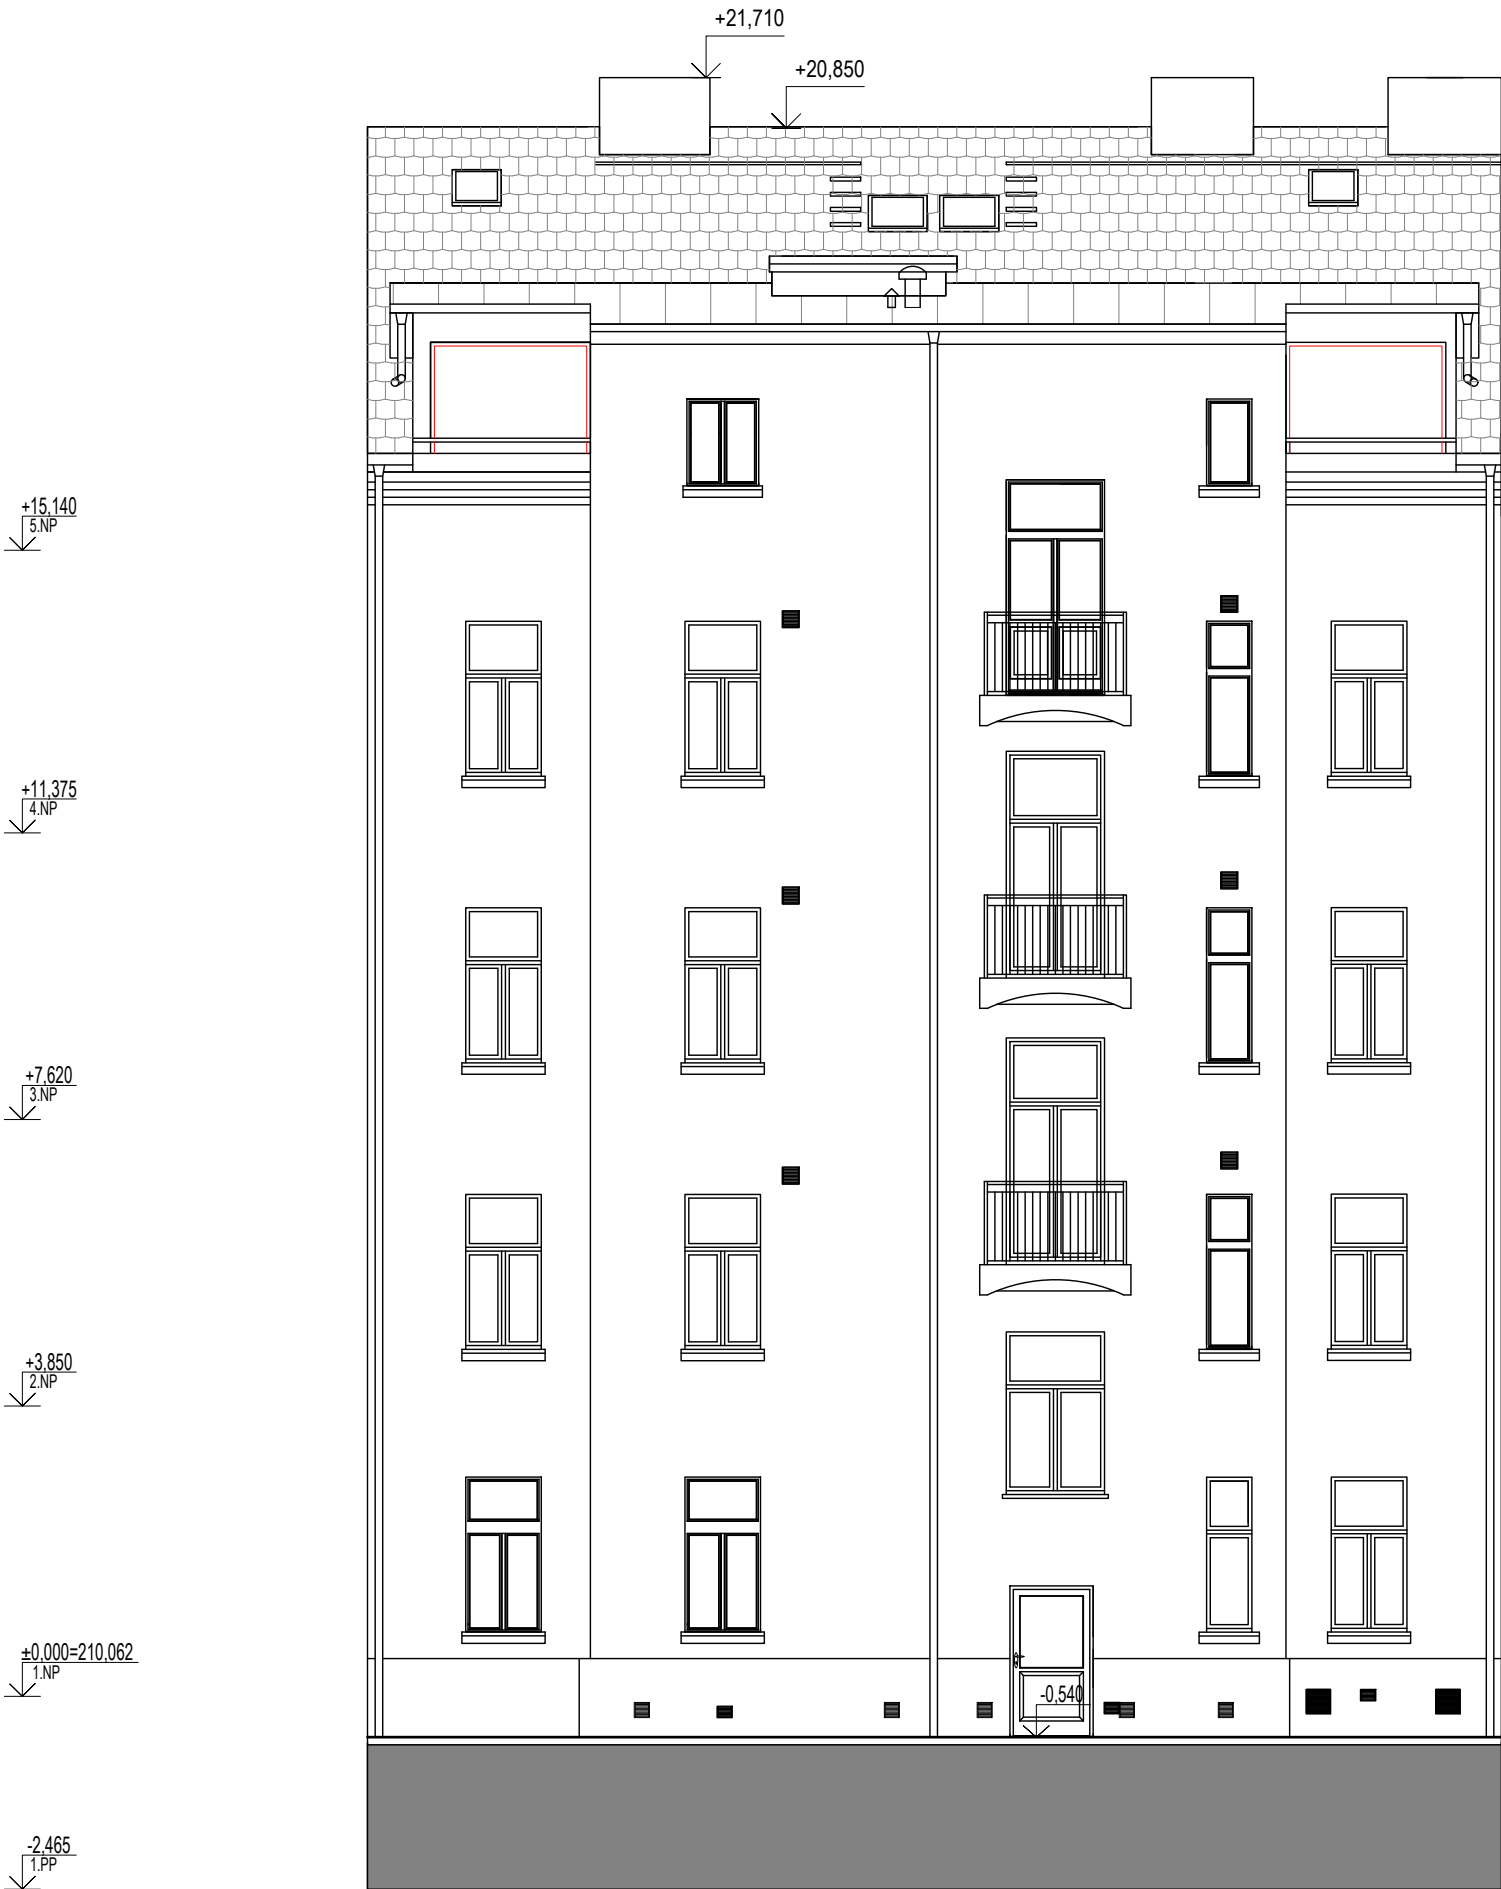 +21,710
+20,850
+15,140
5.NP
+11,375
4.NP
+7,620
3.NP
+3,850
2.NP
±0,000=210,062
1.NP
-0,540
-2,465
1.PP